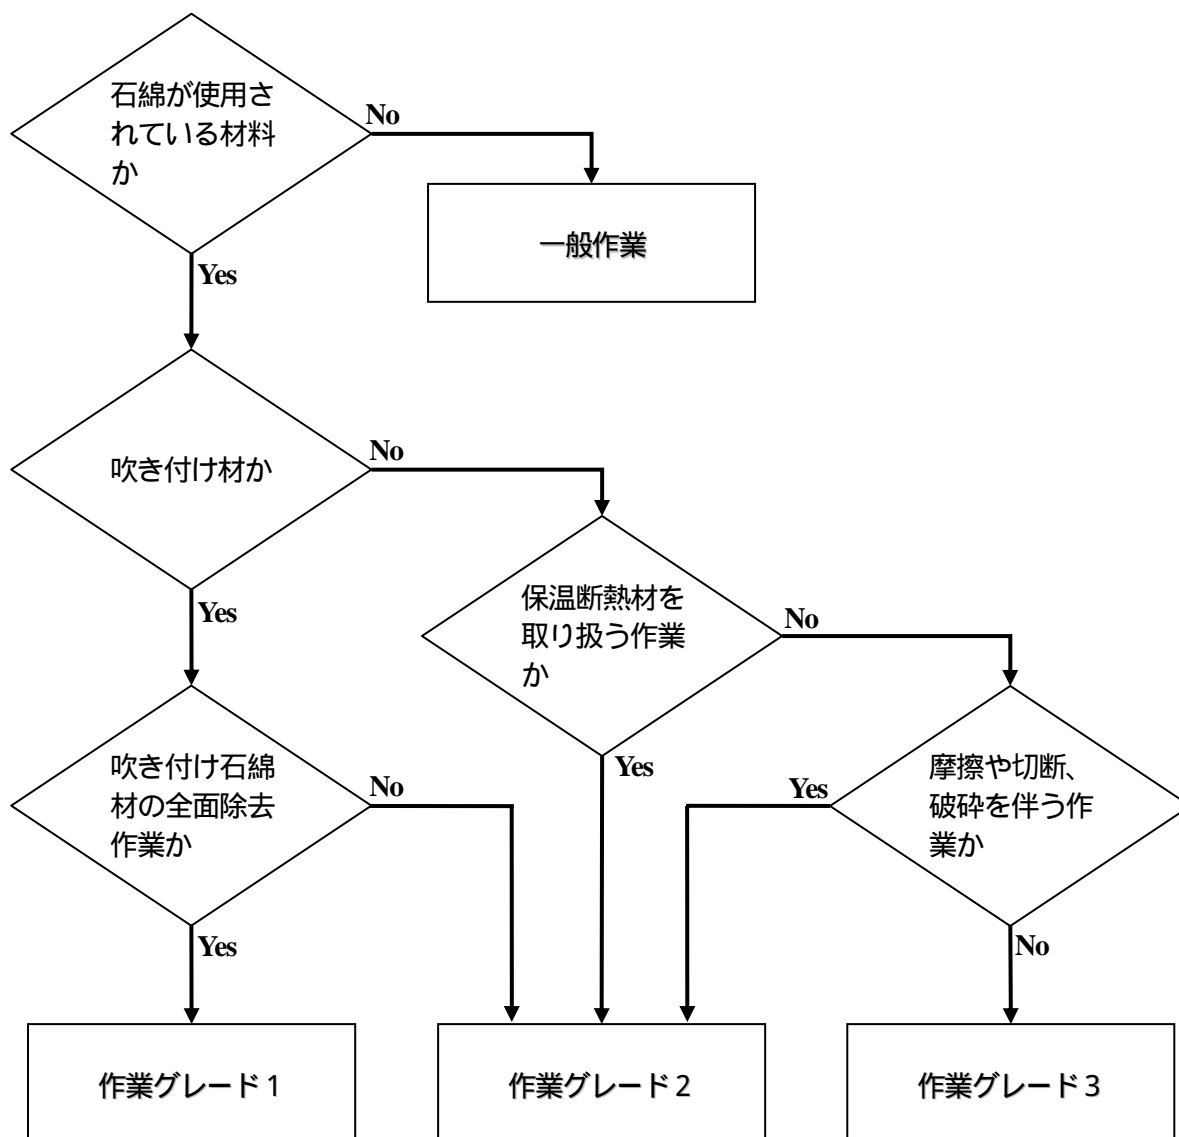 石綿が使用さ
れている材料
か
No
一般作業
Yes
吹き付け材か
No
Yes
保温断熱材を
取り扱う作業
か
No
Yes
吹き付け石綿
材の全面除去
作業か
No
Yes
摩擦や切断、
破砕を伴う作
業か
Yes
No
作業グレード1
作業グレード2
作業グレード3